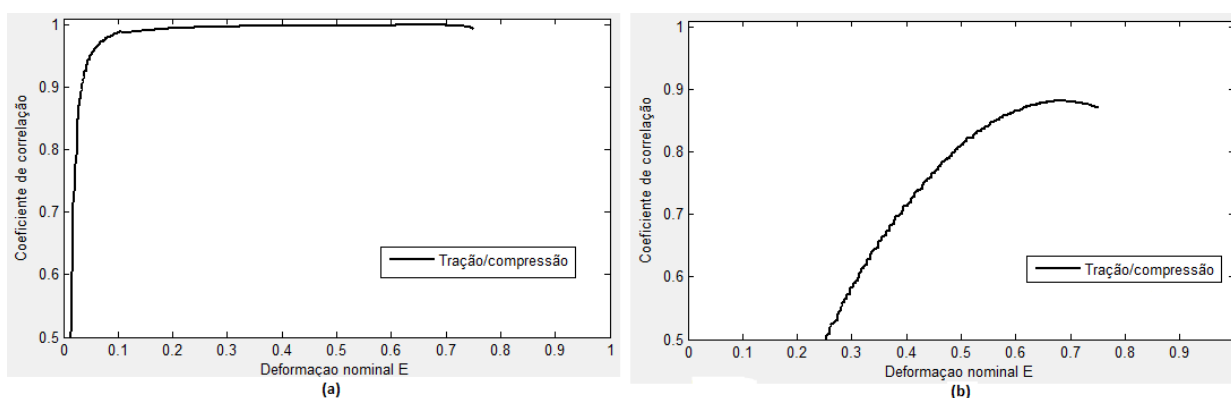 1
0.9
0.8
0.7
0.6
0.5
Coeficiente de correlação
Tração/compressão
0 0.1 0.2 0.3 0.4 0.5 0.6 0.7 0.8 0.9 1
Deformaçao nominal E
(a)
1
0.9
0.8
0.7
0.6
0.5
Coeficiente de correlação
Tração/compressão
0 0.1 0.2 0.3 0.4 0.5 0.6 0.7 0.8 0.9
Deformaçao nominal E
(b)